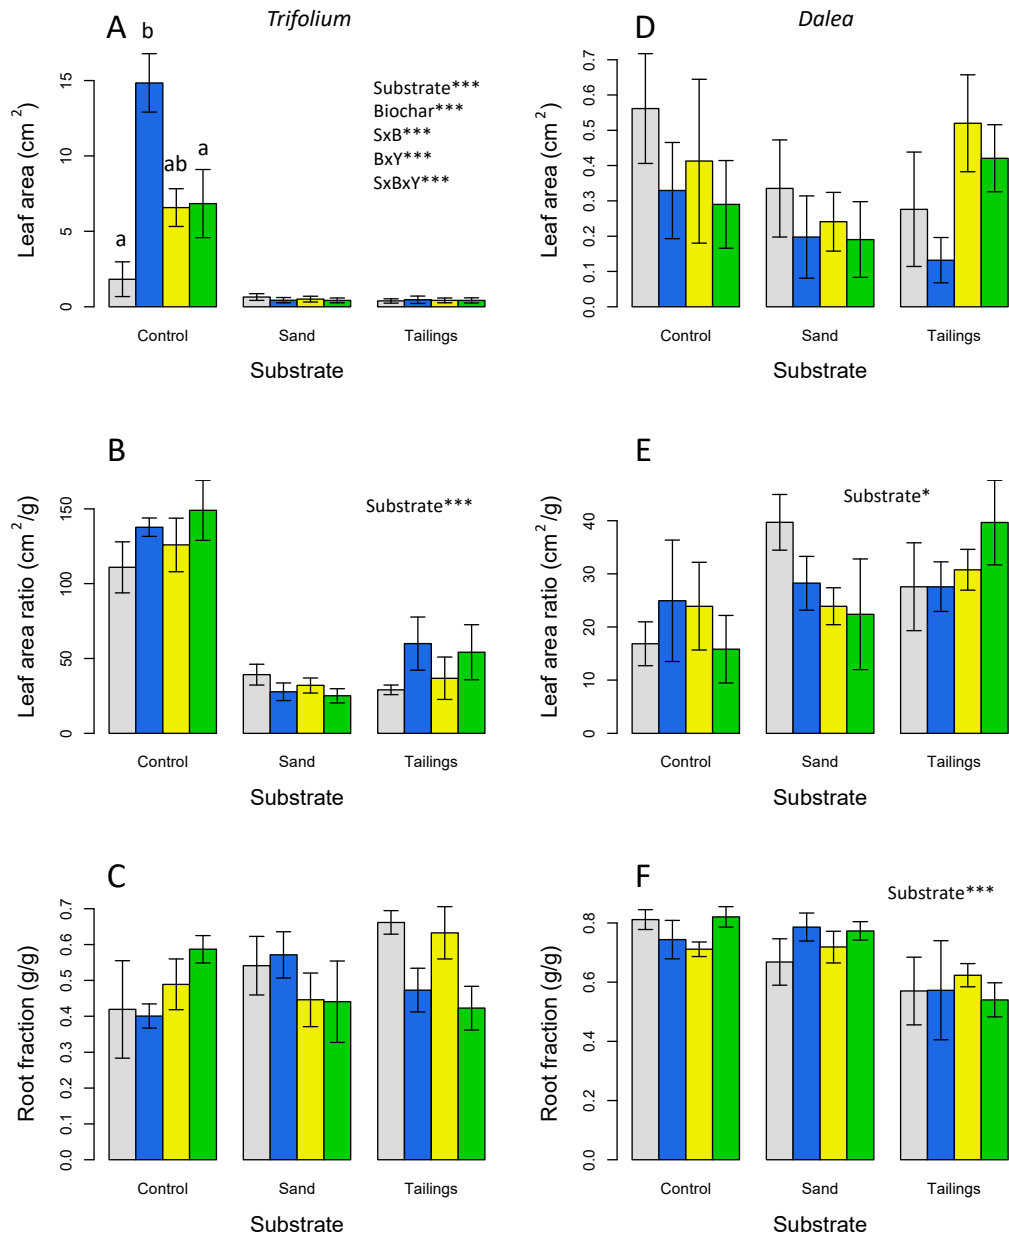 A
Trifolium
b
ab
a
a
Substrate***
Biochar***
SxB***
BxY***
SxBxY***
Leaf area (cm 2)
0
5
10
15
Control
Sand
Tailings
Substrate
D
Dalea
Leaf area (cm 2)
0.0
0.1
0.2
0.3
0.4
0.5
0.6
0.7
Control
Sand
Tailings
Substrate
B
Substrate***
Leaf area ratio (cm 2/g)
0
50
100
150
Control
Sand
Tailings
Substrate
E
Substrate*
Leaf area ratio (cm 2/g)
0
10
20
30
40
Control
Sand
Tailings
Substrate
C
Root fraction (g/g)
0.0
0.1
0.2
0.3
0.4
0.5
0.6
0.7
Control
Sand
Tailings
Substrate
F
Substrate***
Root fraction (g/g)
0.0
0.2
0.4
0.6
0.8
Control
Sand
Tailings
Substrate